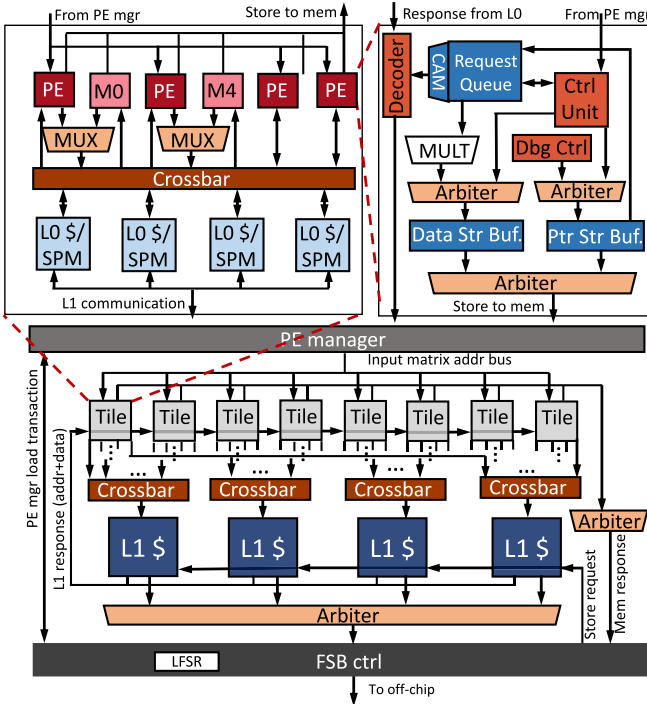 From PE mgr
Store to mem
PE
M0
PE
M4
PE
PE
MUX
MUX
Crossbar
L0 $/
SPM
L0 $/
SPM
L0 $/
SPM
L0 $/
SPM
L1 communication
Response from L0
From PE mgr
Decoder
CAM
Request
Queue
Ctrl
Unit
MULT
Dbg Ctrl
Arbiter
Arbiter
Data Str Buf.
Ptr Str Buf.
Arbiter
Store to mem
PE manager
Input matrix addr bus
PE mgr load transaction
L1 response (addr+data)
Tile
Tile
Tile
Tile
Tile
Tile
Tile
Tile
...
...
...
...
Crossbar
Crossbar
Crossbar
Crossbar
Arbiter
L1 $
L1 $
L1 $
L1 $
Store request
Mem response
Arbiter
LFSR
FSB ctrl
To off-chip